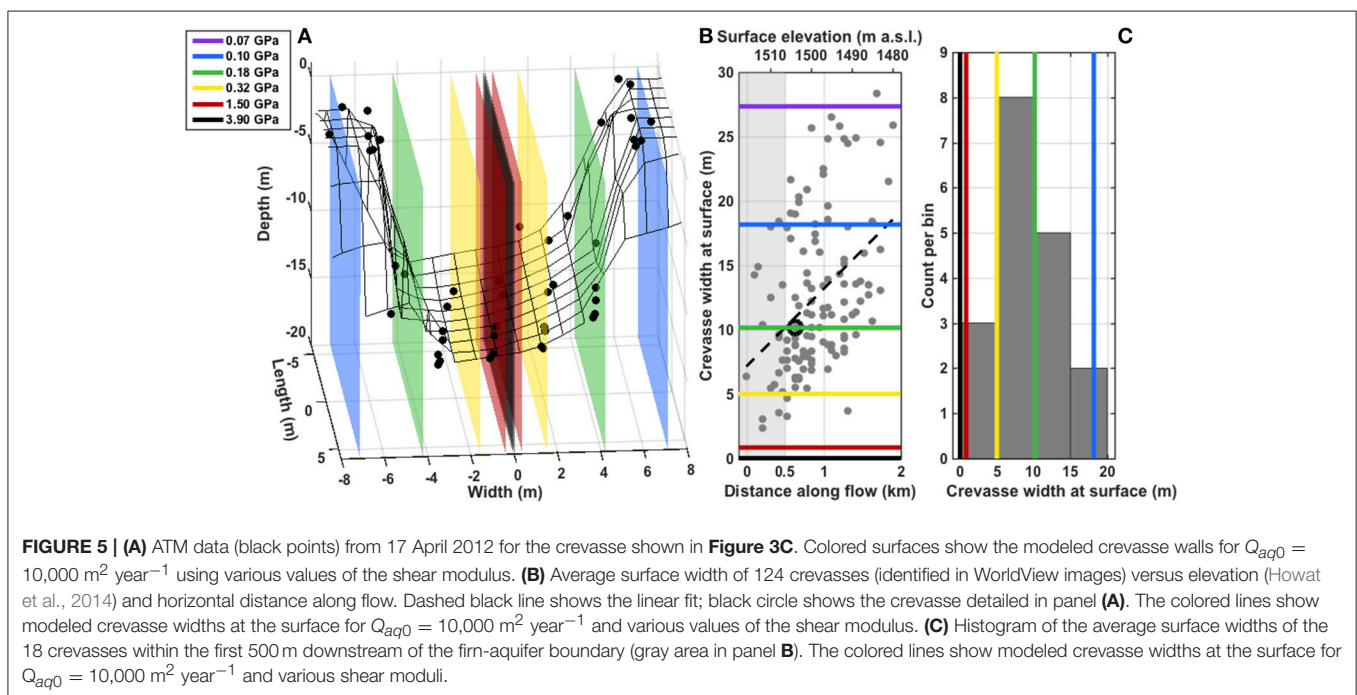 0.07 GPa
0.10 GPa
0.18 GPa
0.32 GPa
1.50 GPa
3.90 GPa
A
0
-5
-10
-15
-20
Depth (m)
-5
0
5
Length (m)
-8 -6 -4 -2 0 2 4 6 8
Width (m)
B
Surface elevation (m a.s.l.)
1510 1500 1490 1480
30
25
20
15
10
5
0
Crevasse width at surface (m)
0 0.5 1 2
Distance along flow (km)
C
9
8
7
6
5
4
3
2
1
0
Count per bin
0 5 10 15 20
Crevasse width at surface (m)
FIGURE 5 | (A) ATM data (black points) from 17 April 2012 for the crevasse shown in Figure 3C. Colored surfaces show the modeled crevasse walls for Qaq0 =
10,000 m² year⁻¹ using various values of the shear modulus. (B) Average surface width of 124 crevasses (identified in WorldView images) versus elevation (Howat
et al., 2014) and horizontal distance along flow. Dashed black line shows the linear fit; black circle shows the crevasse detailed in panel (A). The colored lines show
modeled crevasse widths at the surface for Qaq0 = 10,000 m² year⁻¹ and various values of the shear modulus. (C) Histogram of the average surface widths of the
18 crevasses within the first 500 m downstream of the firn-aquifer boundary (gray area in panel B). The colored lines show modeled crevasse widths at the surface for
Qaq0 = 10,000 m² year⁻¹ and various shear moduli.